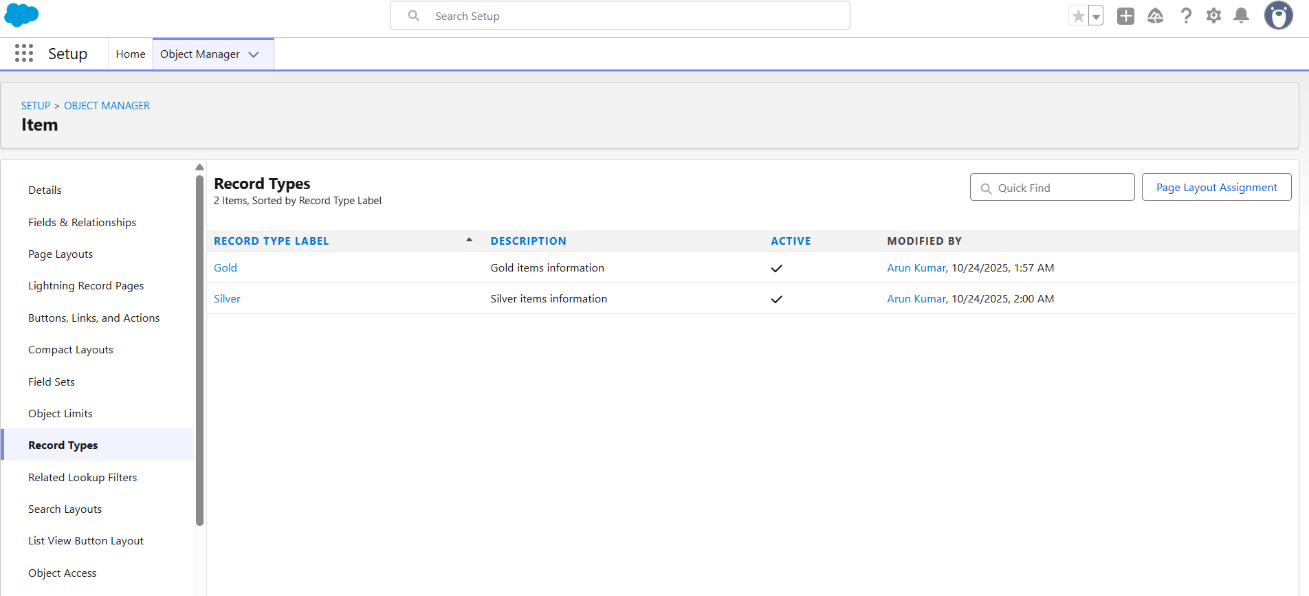 Search Setup
Setup
Home
Object Manager
SETUP > OBJECT MANAGER
Item
Details
Fields & Relationships
Page Layouts
Lightning Record Pages
Buttons, Links, and Actions
Compact Layouts
Field Sets
Object Limits
Record Types
Related Lookup Filters
Search Layouts
List View Button Layout
Object Access
Record Types
2 Items, Sorted by Record Type Label
Quick Find
Page Layout Assignment
RECORD TYPE LABEL DESCRIPTION ACTIVE MODIFIED BY
Gold Gold items information Arun Kumar, 10/24/2025, 1:57 AM
Silver Silver items information Arun Kumar, 10/24/2025, 2:00 AM